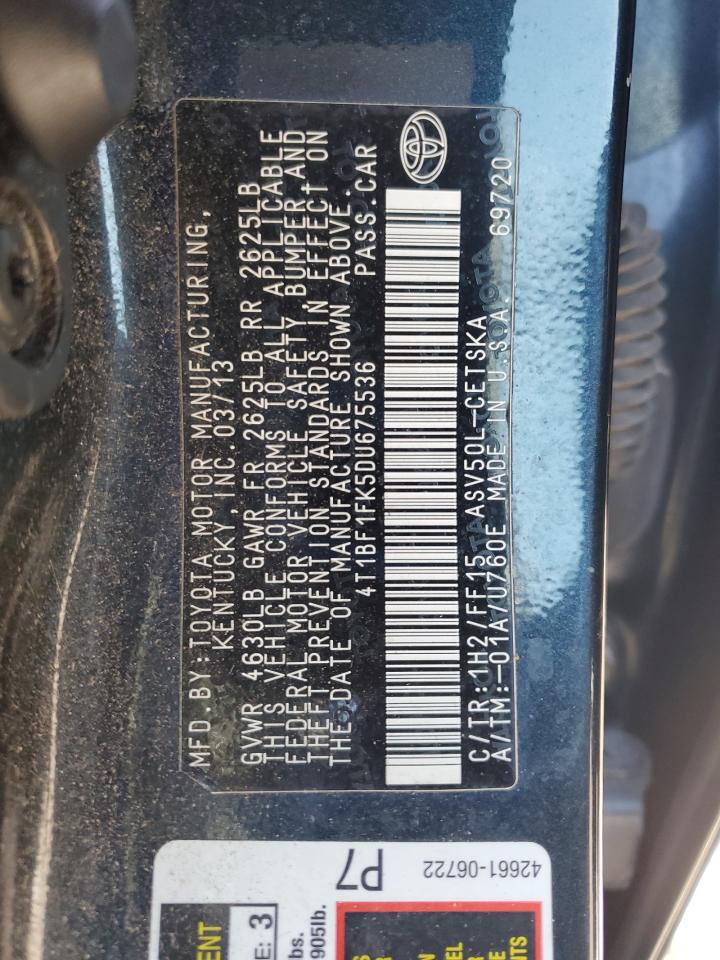 MFD.BY:TOYOTA MOTOR MANUFACTURING,
KENTUCKY,INC.03/13
GVWR 4630LB GAWR FR 2625LB RR 2625LB
THIS VEHICLE CONFORMS TO ALL APPLICABLE
FEDERAL MOTOR VEHICLE SAFETY, BUMPER AND
THEFT PREVENTION STANDARDS IN EFFECT ON
THE DATE OF MANUFACTURE SHOWN ABOVE.
4T1BF1FK5DU675536 PASS.CAR
C/TR:1H2/FF15 ASV50L-CETSKA
A/TM:-01A/U760E MADE IN U.S.A. 69720
42661-06722
P7
E: 3
905lb.